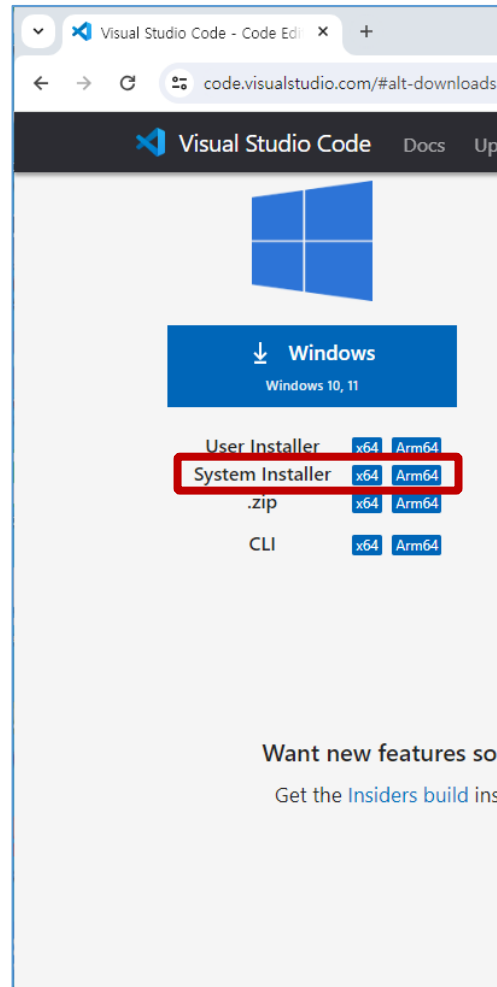 Visual Studio Code - Code Edi
code.visualstudio.com/#alt-downloads
Visual Studio Code Docs Up
Windows
Windows 10, 11
User Installer x64 Arm64
System Installer x64 Arm64
.zip x64 Arm64
CLI x64 Arm64
Want new features so
Get the Insiders build ins